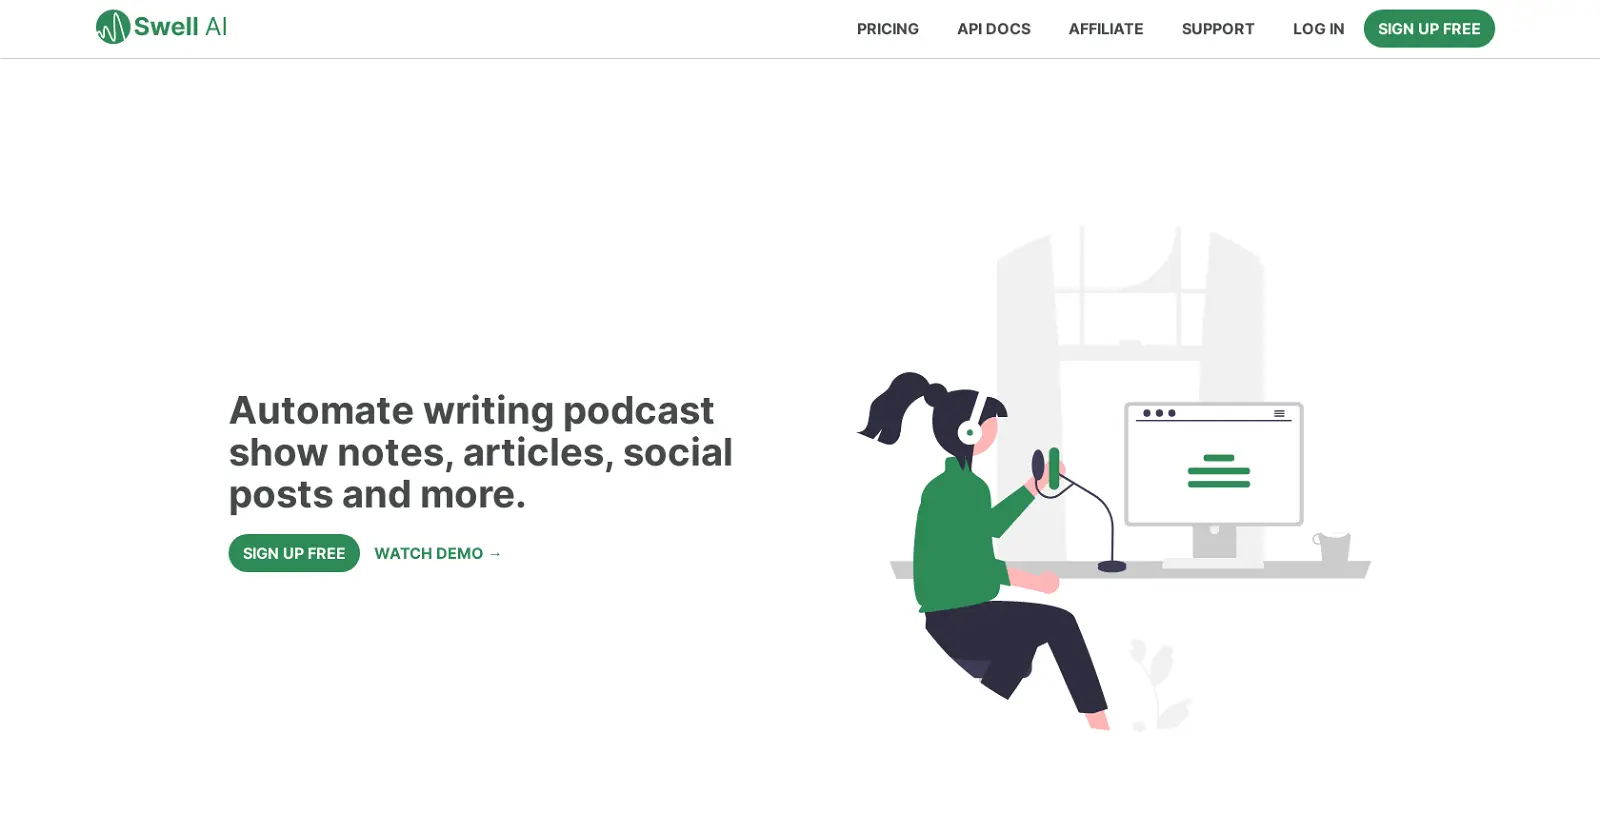 Swell AI
PRICING
API DOCS
AFFILIATE
SUPPORT
LOG IN
SIGN UP FREE
Automate writing podcast
show notes, articles, social
posts and more.
SIGN UP FREE
WATCH DEMO →